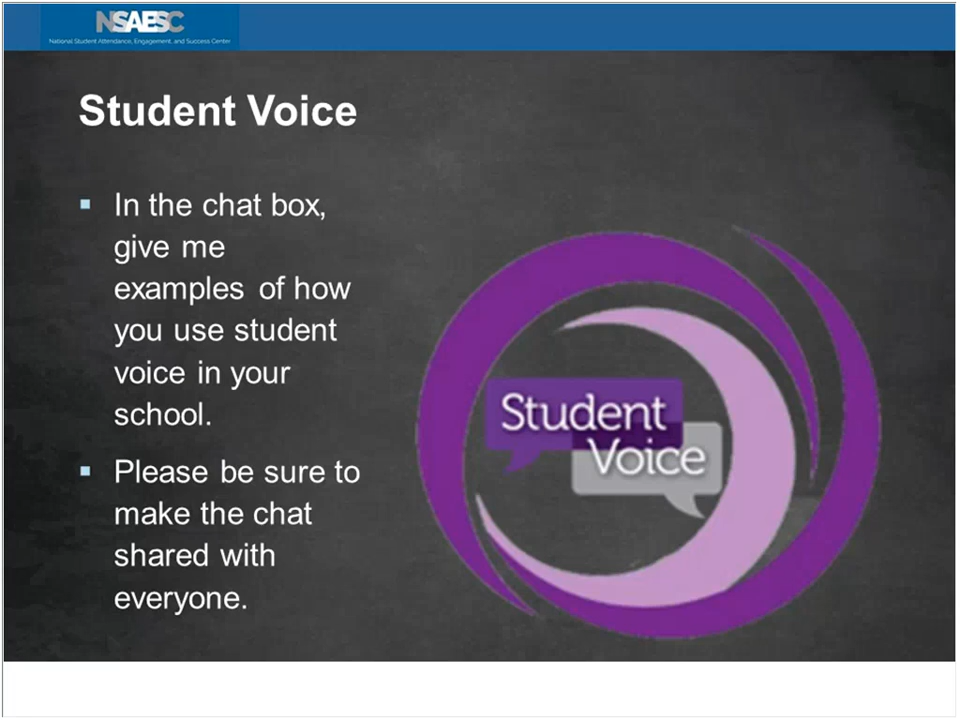 NSAESC
National Student Attendance, Engagement, and Success Center
Student Voice
▪ In the chat box,
give me
examples of how
you use student
voice in your
school.
▪ Please be sure to
make the chat
shared with
everyone.
Student
Voice